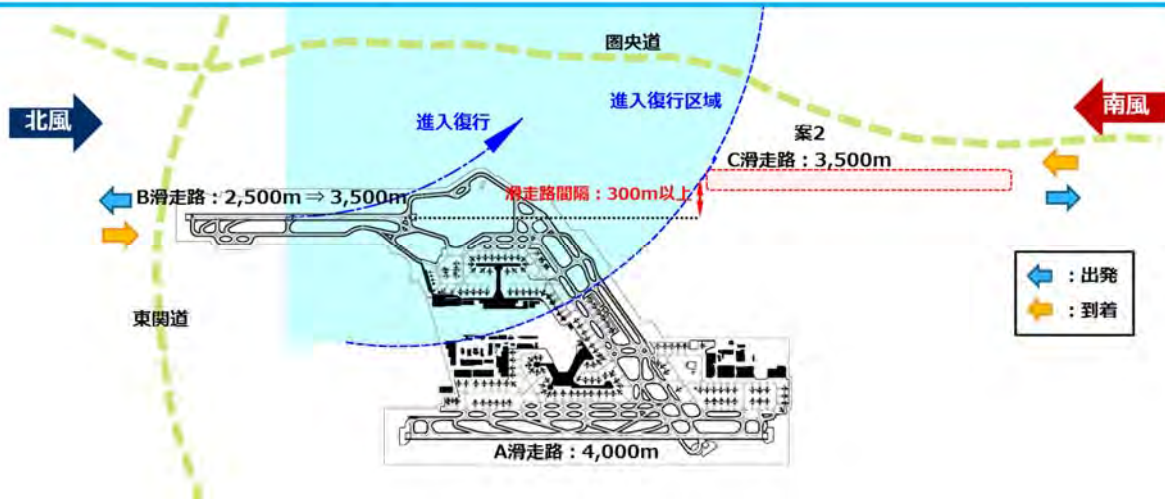 圏央道
北風
進入復行
進入復行区域
南風
案2
C滑走路：3,500m
B滑走路：2,500m ⇒ 3,500m
滑走路間隔：300m以上
東関道
：出発
：到着
A滑走路：4,000m